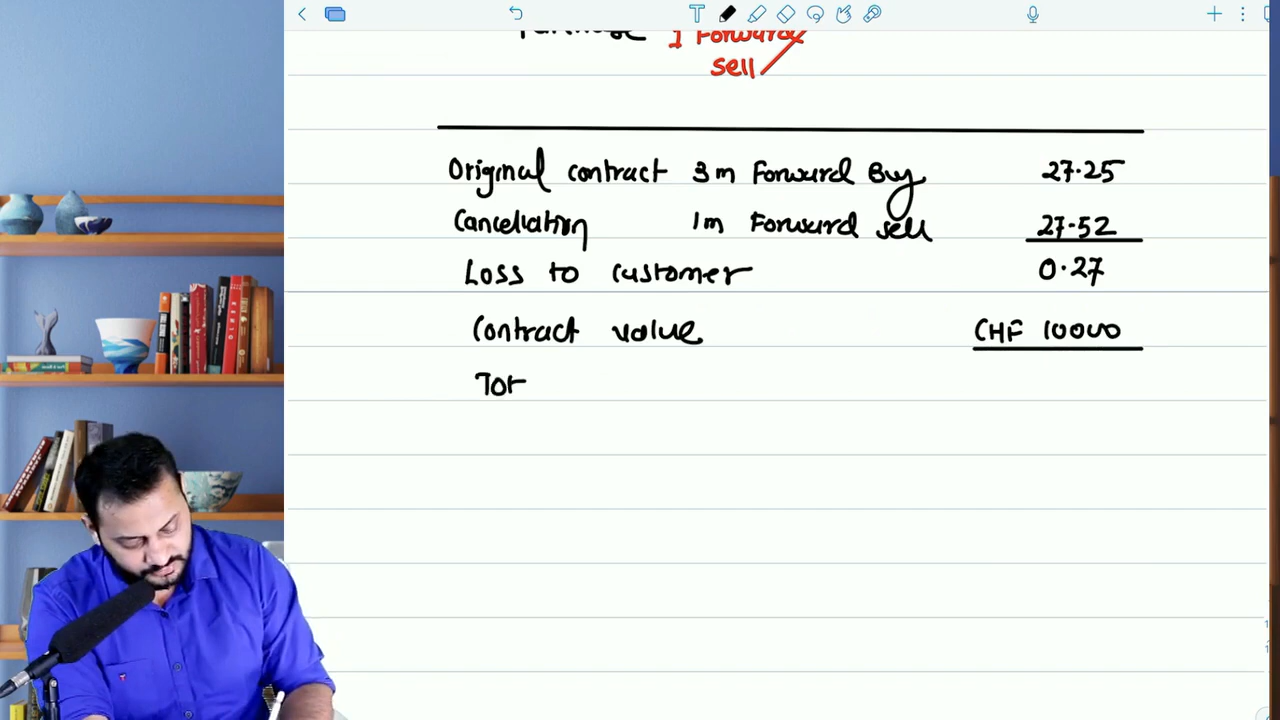 Forward
sell
Original contract 3m Forward Buy 27.25
Cancellation 1m Forward sell 27.52
Loss to customer 0.27
Contract value CHF 10000
Tot